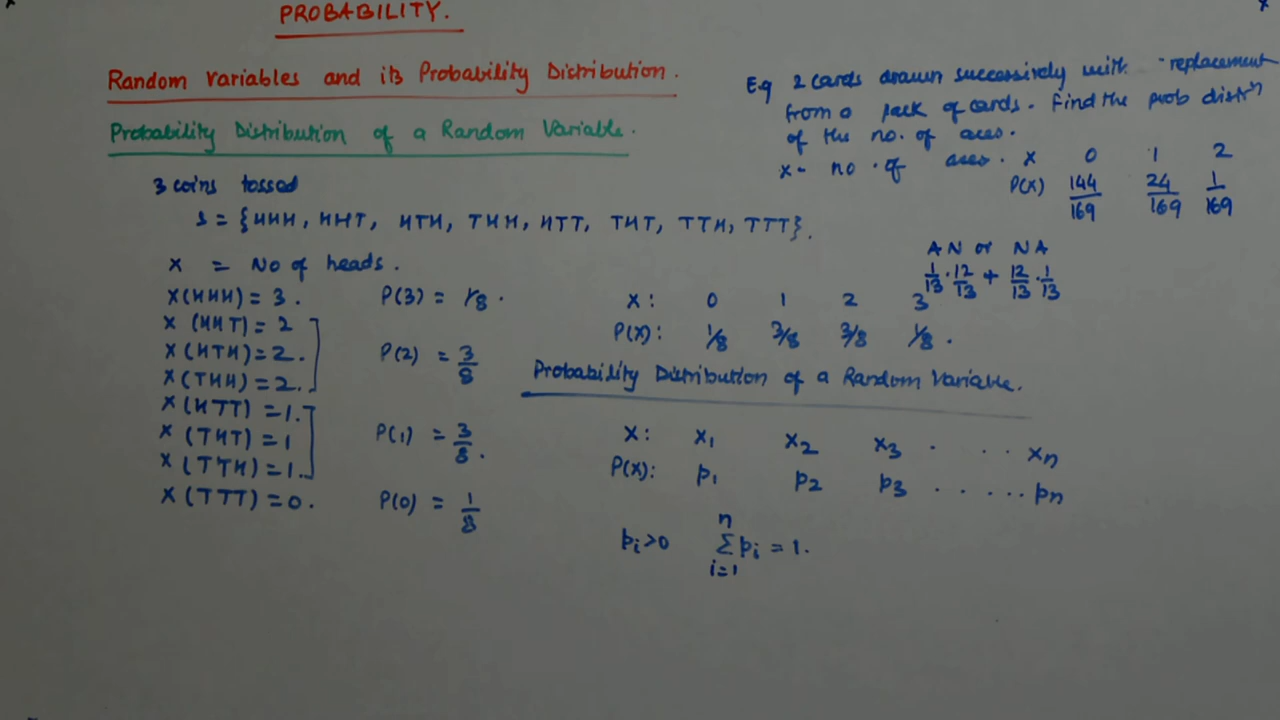 PROBABILITY.
Random Variables and its Probability Distribution.
Probability Distribution of a Random Variable.
3 coins tossed
S = {HHH, HHT, HTH, THH, HTT, THT, TTH, TTT}.
X = No of heads.
X(HHH) = 3. P(3) = 1/8.
X (HHT) = 2
X(HTH) = 2. P(2) = 3/8
X(THH) = 2.
X(HTT) = 1.
X (THT) = 1 P(1) = 3/8.
X(TTH) = 1.
X(TTT) = 0. P(0) = 1/8
Eg 2 cards drawn successively with replacement
from a pack of cards. Find the prob distrⁿ
of the no. of aces.
X = no. of aces. X 0 1 2
P(X) 144/169 24/169 1/169
AN or NA
1/13 · 12/13 + 12/13 · 1/13
X: 0 1 2 3
P(X): 1/8 3/8 3/8 1/8.
Probability Distribution of a Random Variable.
X: x₁ x₂ x₃ . . . xₙ
P(X): p₁ p₂ p₃ . . . . . . pₙ
pᵢ>0 n∑i=1 pᵢ = 1.